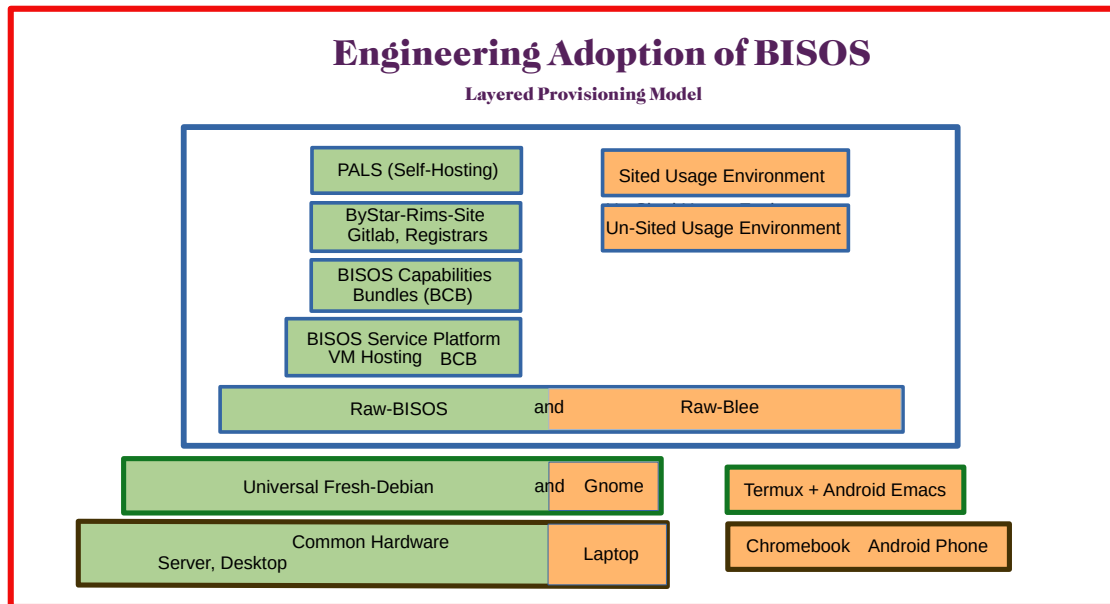 Engineering Adoption of BISOS
Layered Provisioning Model
PALS (Self-Hosting)
Sited Usage Environment
ByStar-Rims-Site
Gitlab, Registrars
Un-Sited Usage Environment
BISOS Capabilities
Bundles (BCB)
BISOS Service Platform
VM Hosting BCB
Raw-BISOS and Raw-Blee
Universal Fresh-Debian and Gnome
Termux + Android Emacs
Common Hardware
Server, Desktop
Laptop
Chromebook Android Phone